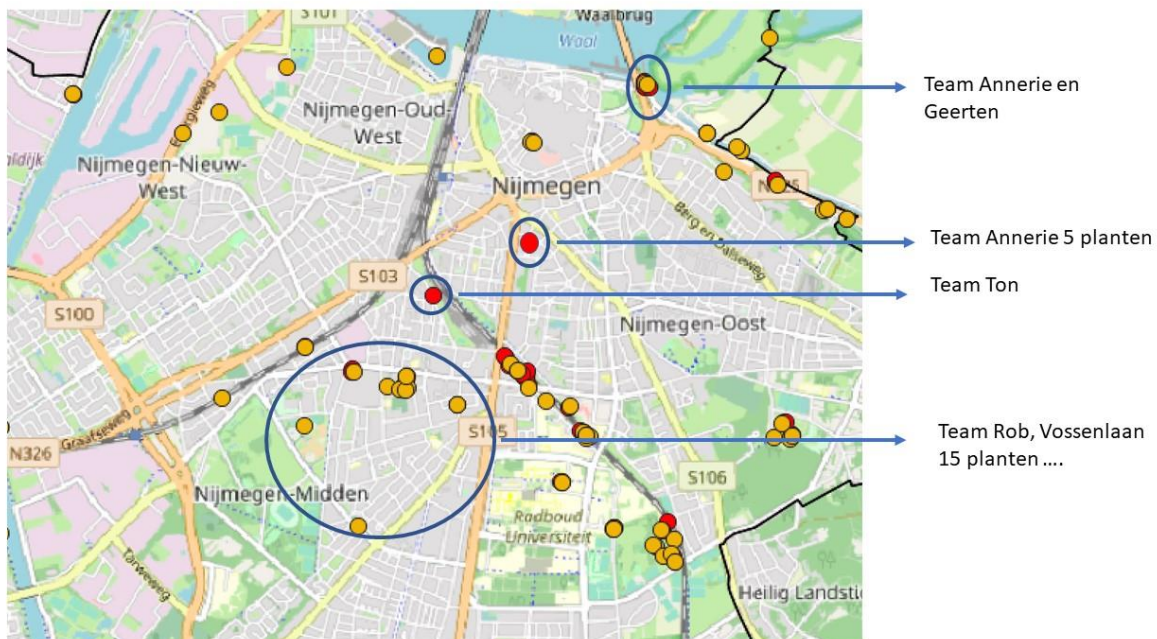 S101
Waalbrug
Waal
Team Annerie en
Geerten
Energieweg
Nijmegen-Oud-
West
Nijmegen-Nieuw-
West
Nijmegen
Berg en Dalseweg
Team Annerie 5 planten
S103
Team Ton
S100
Nijmegen-Oost
Graafseweg
S105
Team Rob, Vossenlaan
15 planten ....
N326
S106
Nijmegen-Midden
Radboud
Universiteit
Heilig Landsti